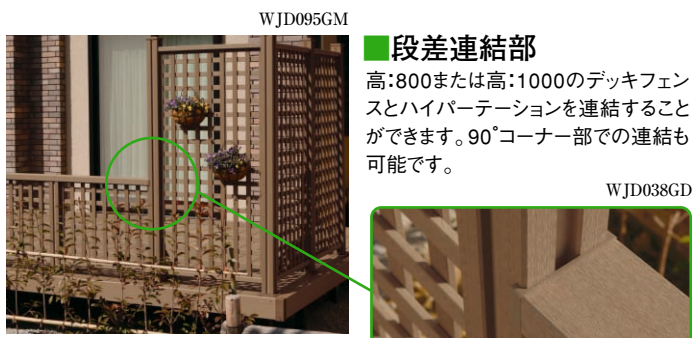 WJD095GM
■段差連結部
高:800または高:1000のデッキフェン
スとハイパーテーションを連結すること
ができます。90°コーナー部での連結も
可能です。
WJD038GD